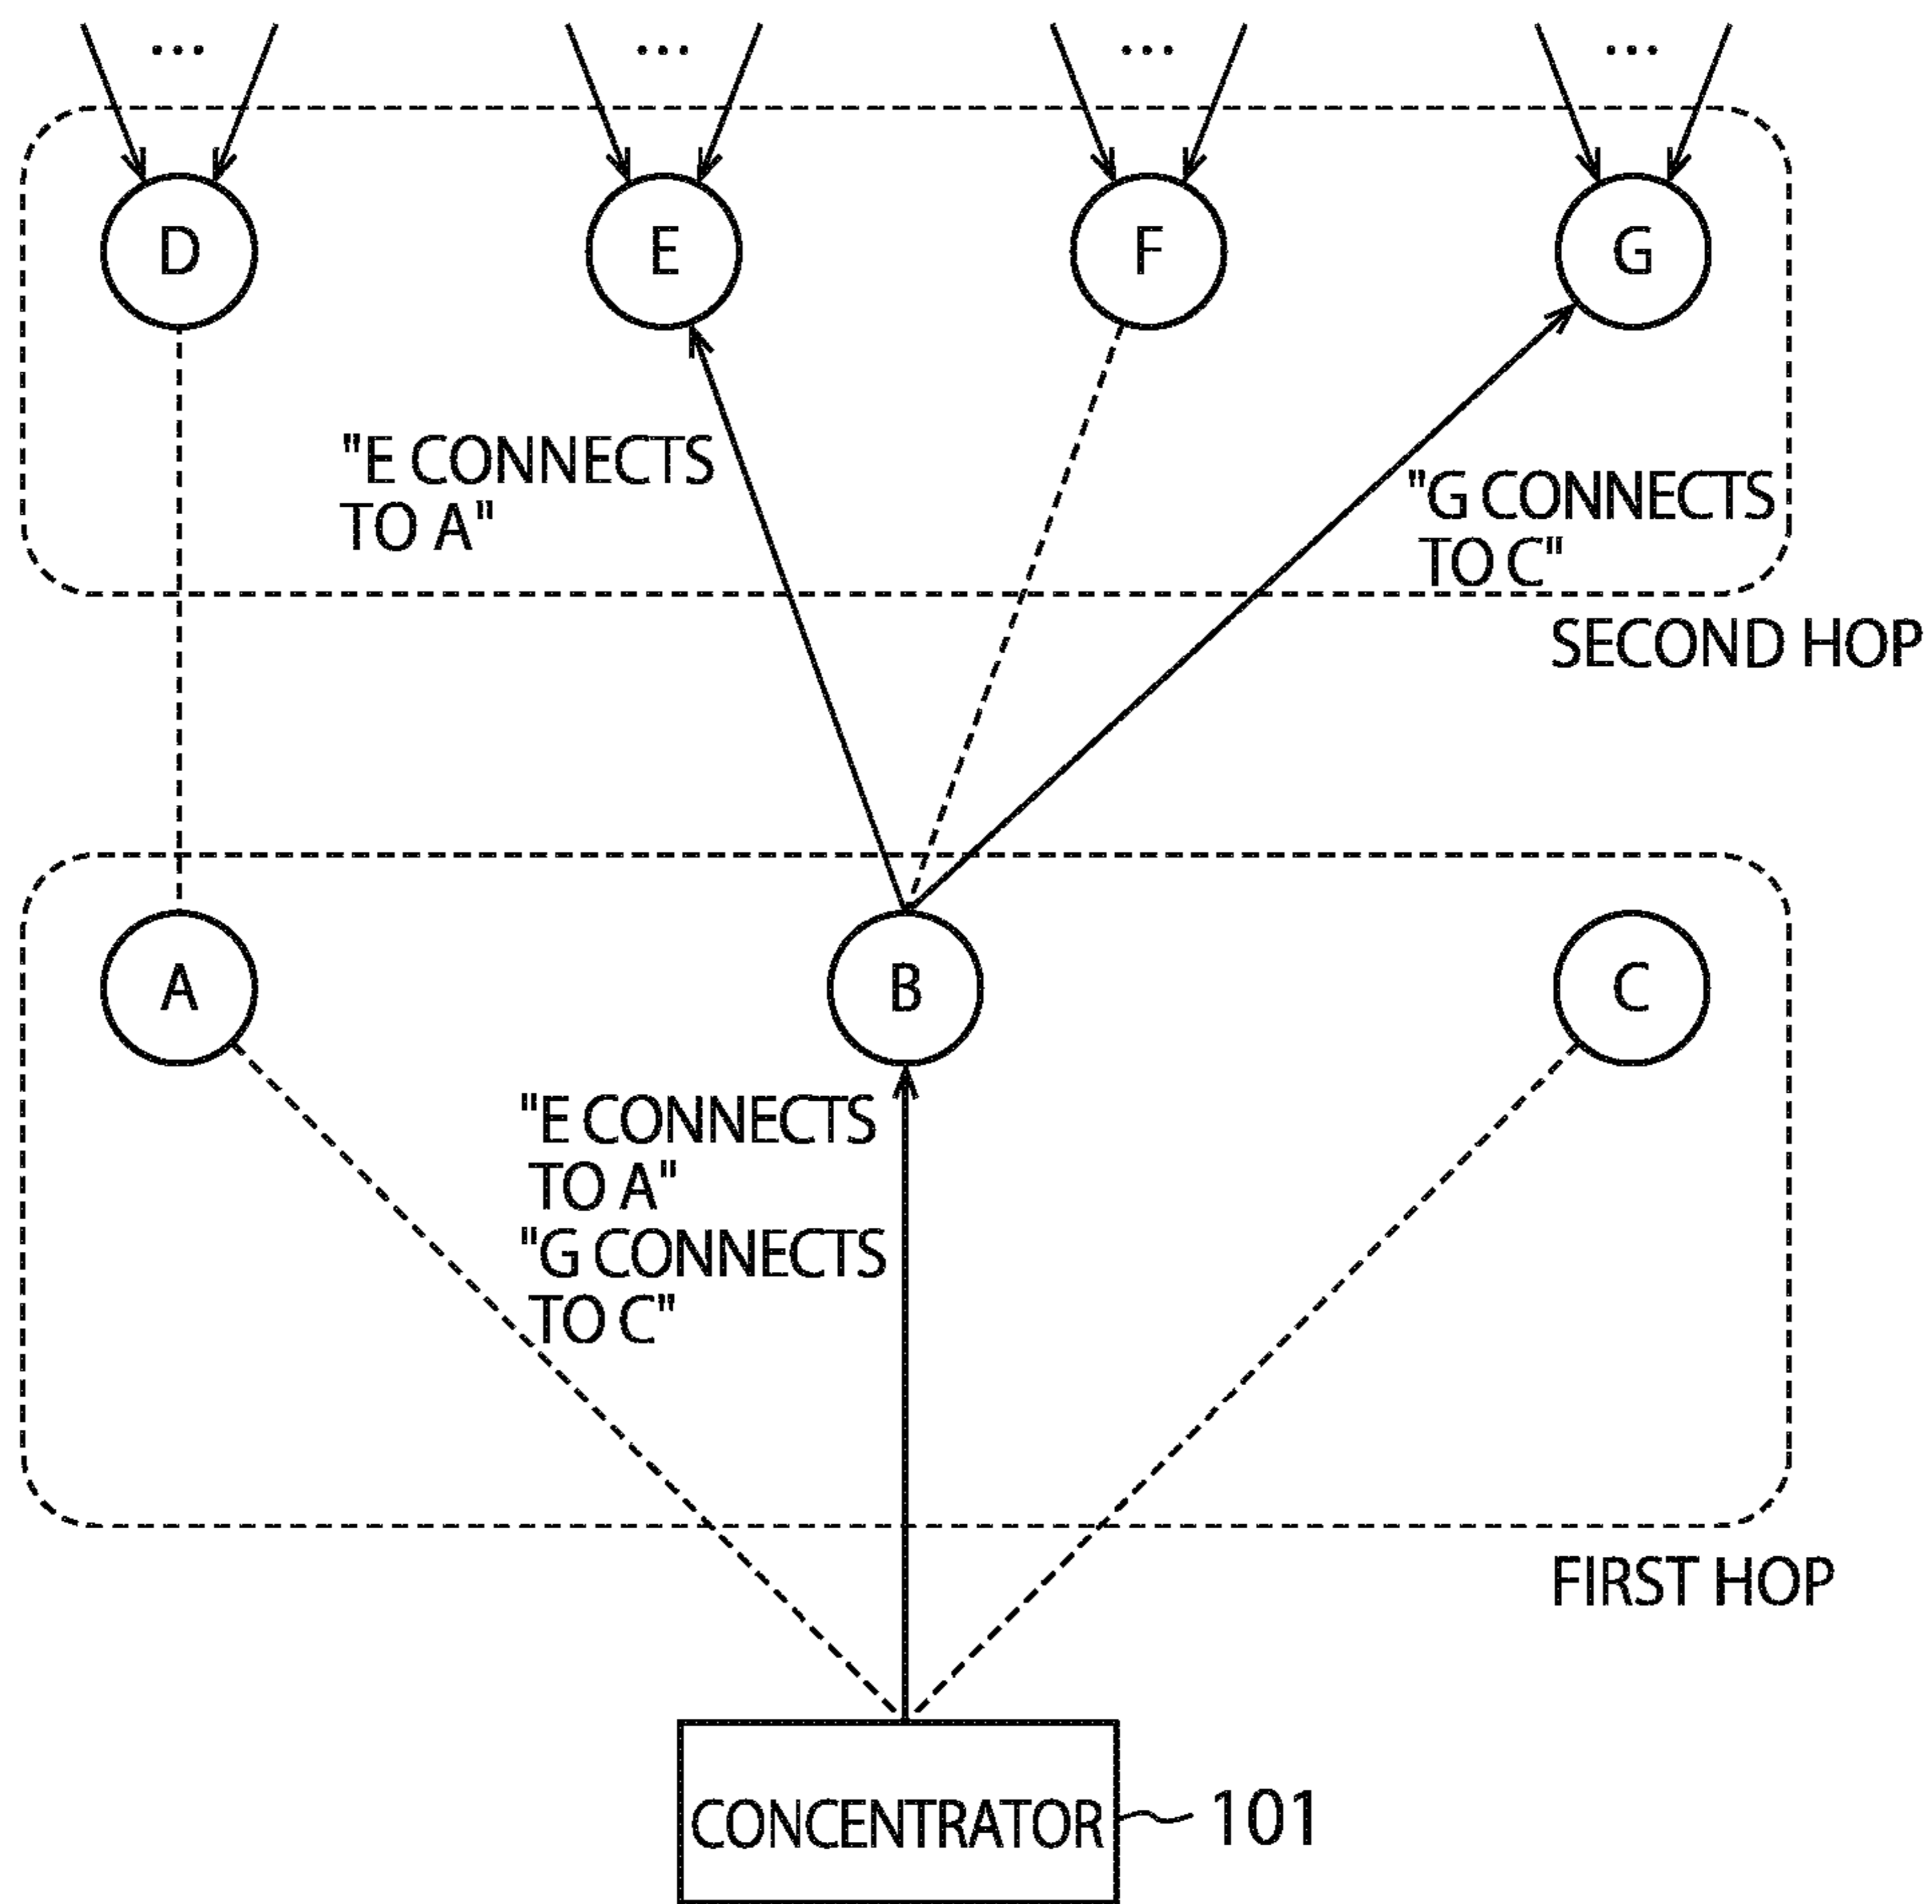 ... ... ... ...
D E F G
"E CONNECTS
TO A"
"G CONNECTS
TO C"
SECOND HOP
A B C
"E CONNECTS
TO A"
"G CONNECTS
TO C"
FIRST HOP
CONCENTRATOR 101